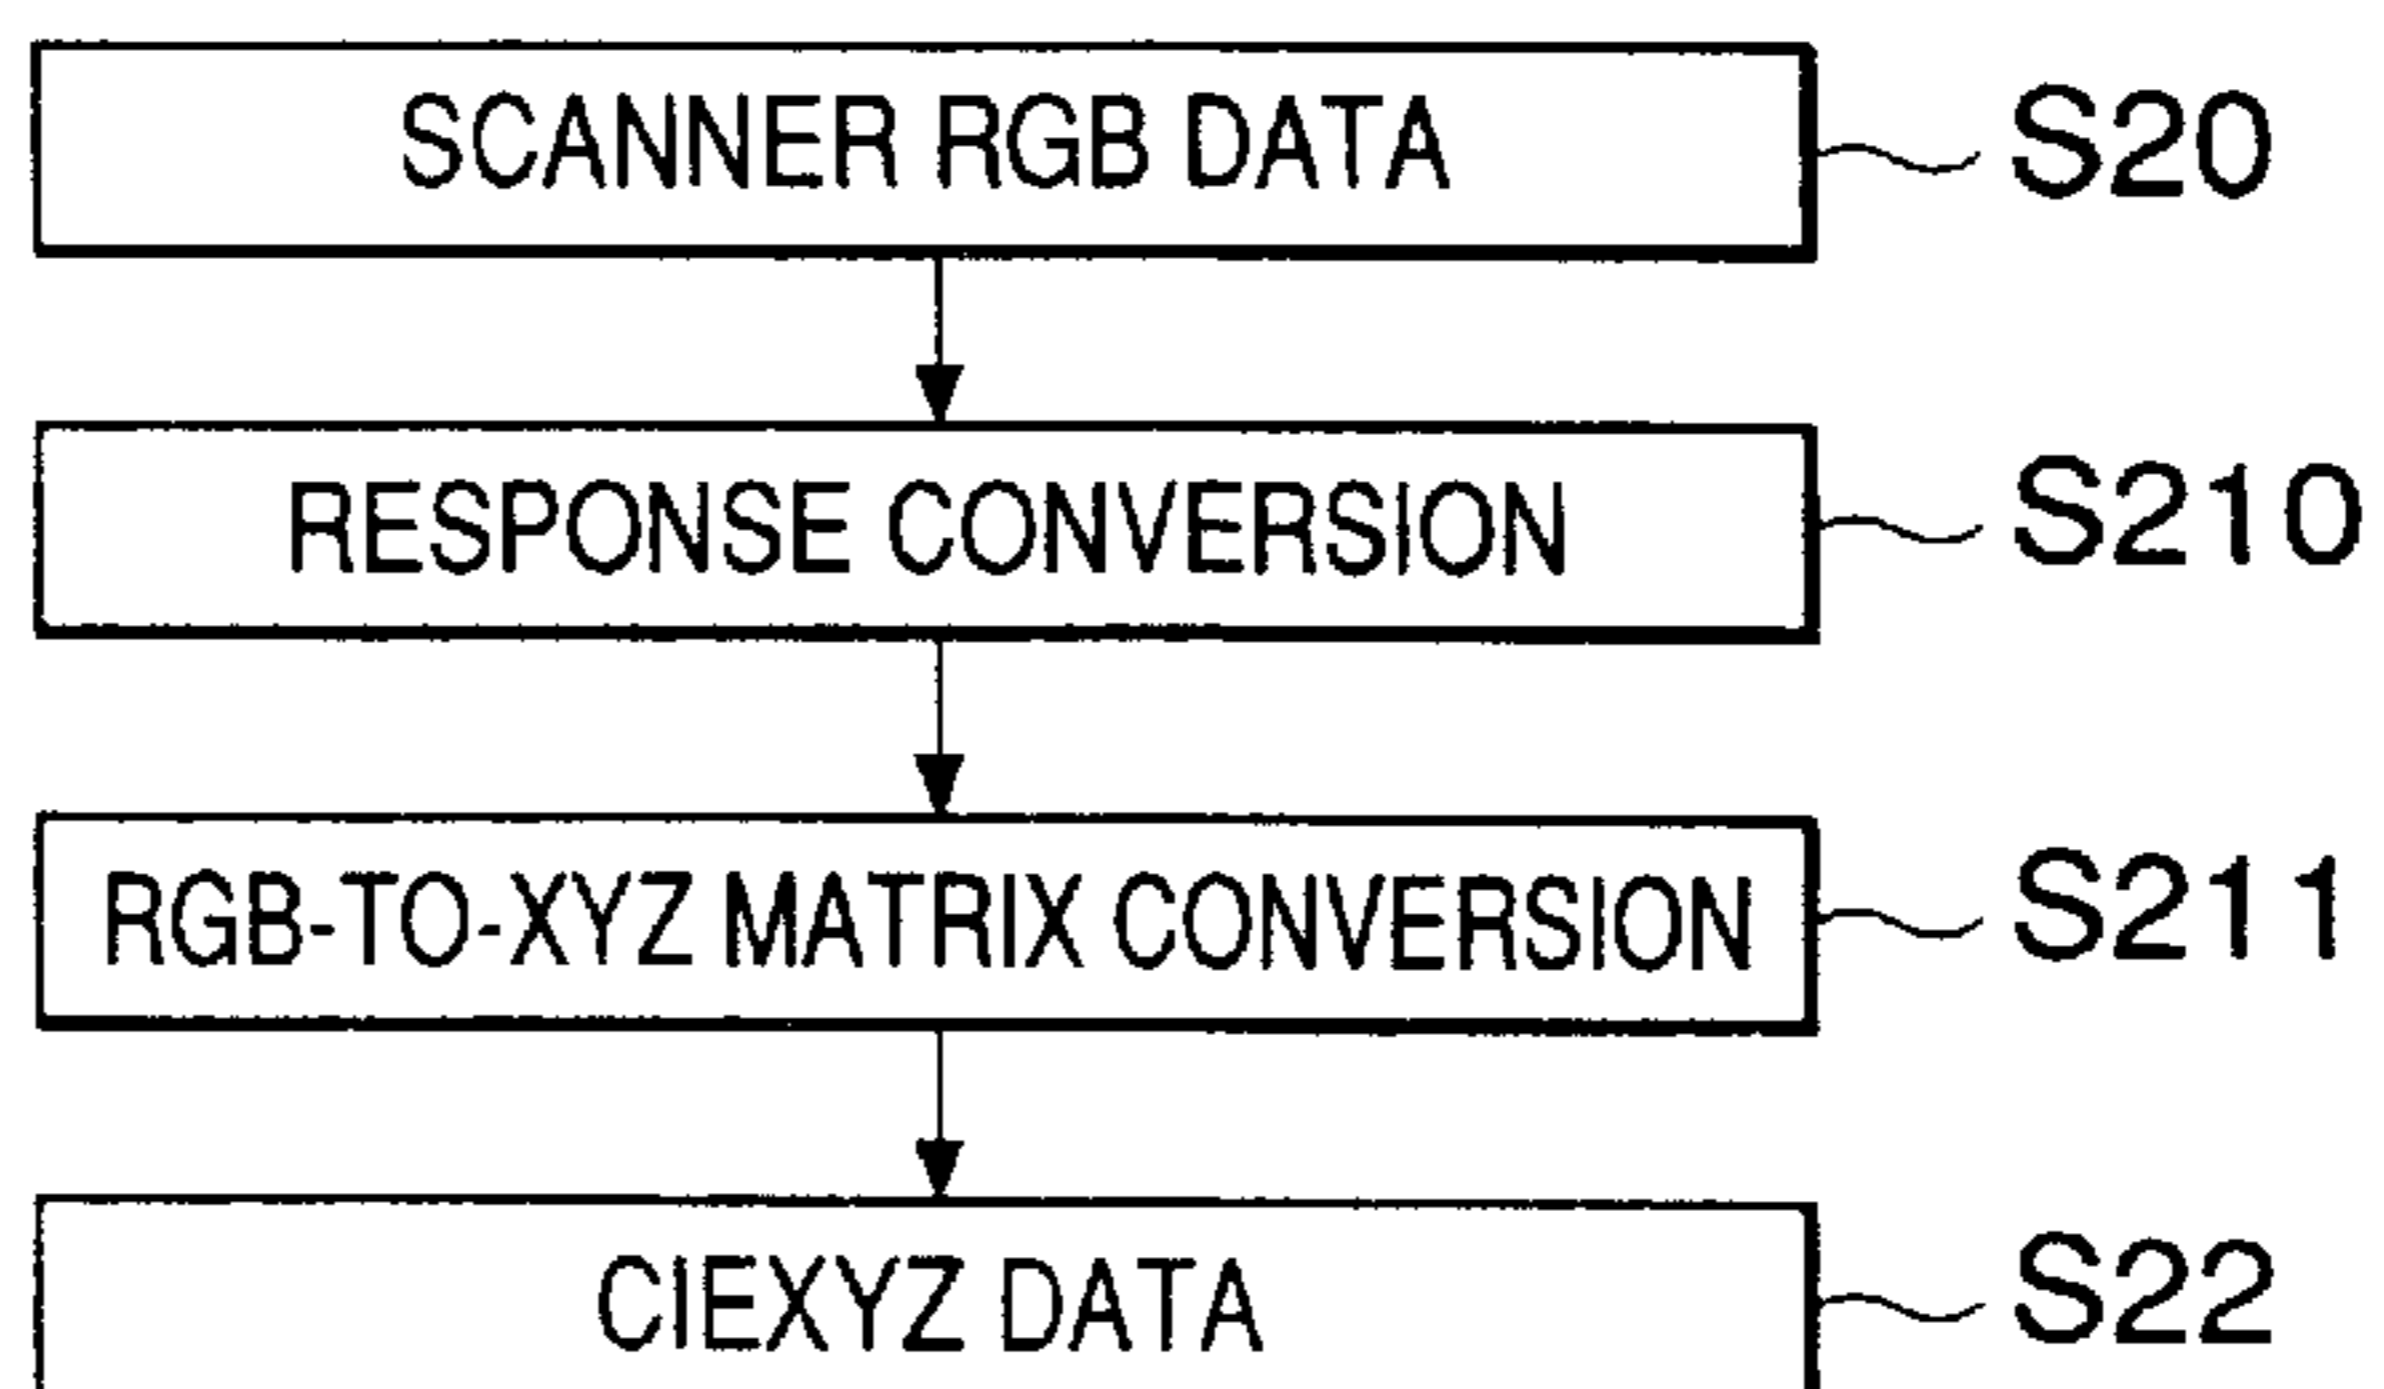 SCANNER RGB DATA S20
RESPONSE CONVERSION S210
RGB-TO-XYZ MATRIX CONVERSION S211
CIEXYZ DATA S22